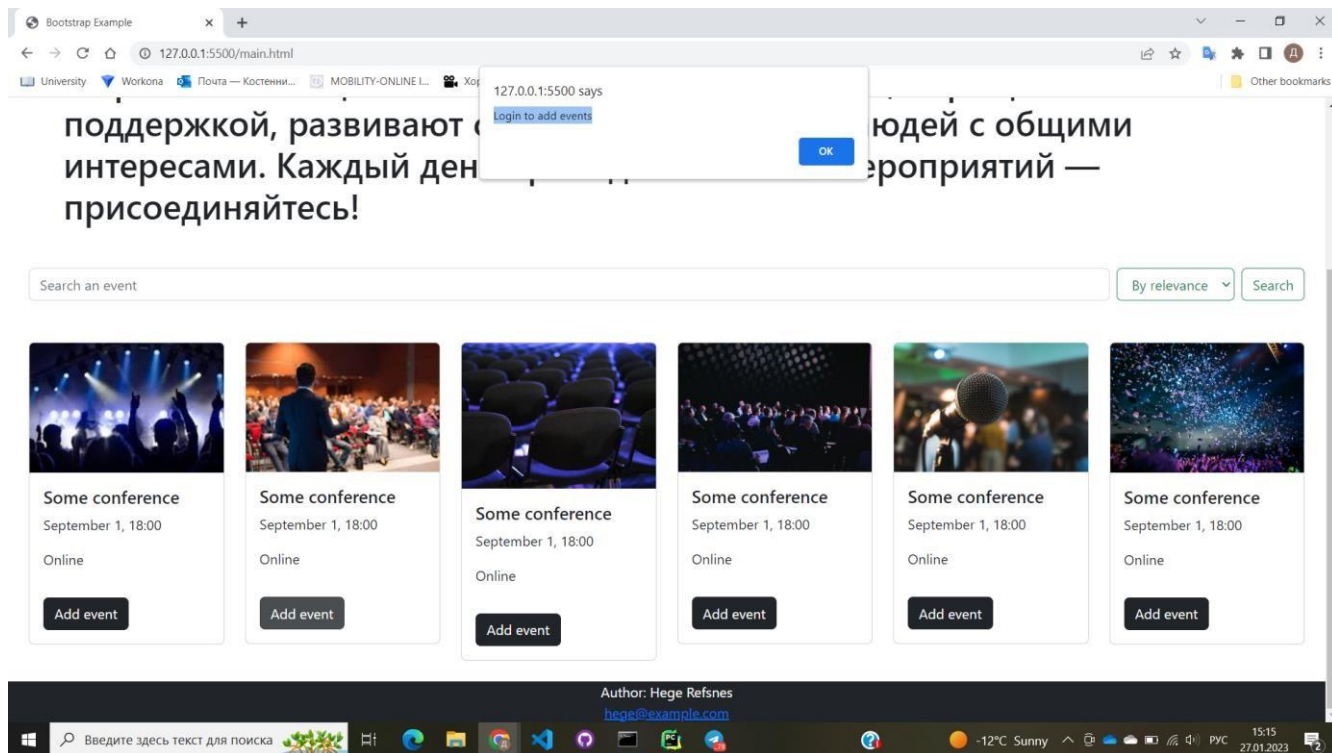 Bootstrap Example
127.0.0.1:5500/main.html
University Workona Почта — Костенни... MOBILITY-ONLINE I... Хор Other bookmarks
127.0.0.1:5500 says
Login to add events
OK
поддержкой, развивают юдей с общими
интересами. Каждый ден ероприятий —
присоединяйтесь!
Search an event By relevance Search
Some conference
September 1, 18:00
Online
Add event
Some conference
September 1, 18:00
Online
Add event
Some conference
September 1, 18:00
Online
Add event
Some conference
September 1, 18:00
Online
Add event
Some conference
September 1, 18:00
Online
Add event
Some conference
September 1, 18:00
Online
Add event
Author: Hege Refsnes
hege@example.com
Введите здесь текст для поиска -12°C Sunny РУС 15:15
27.01.2023